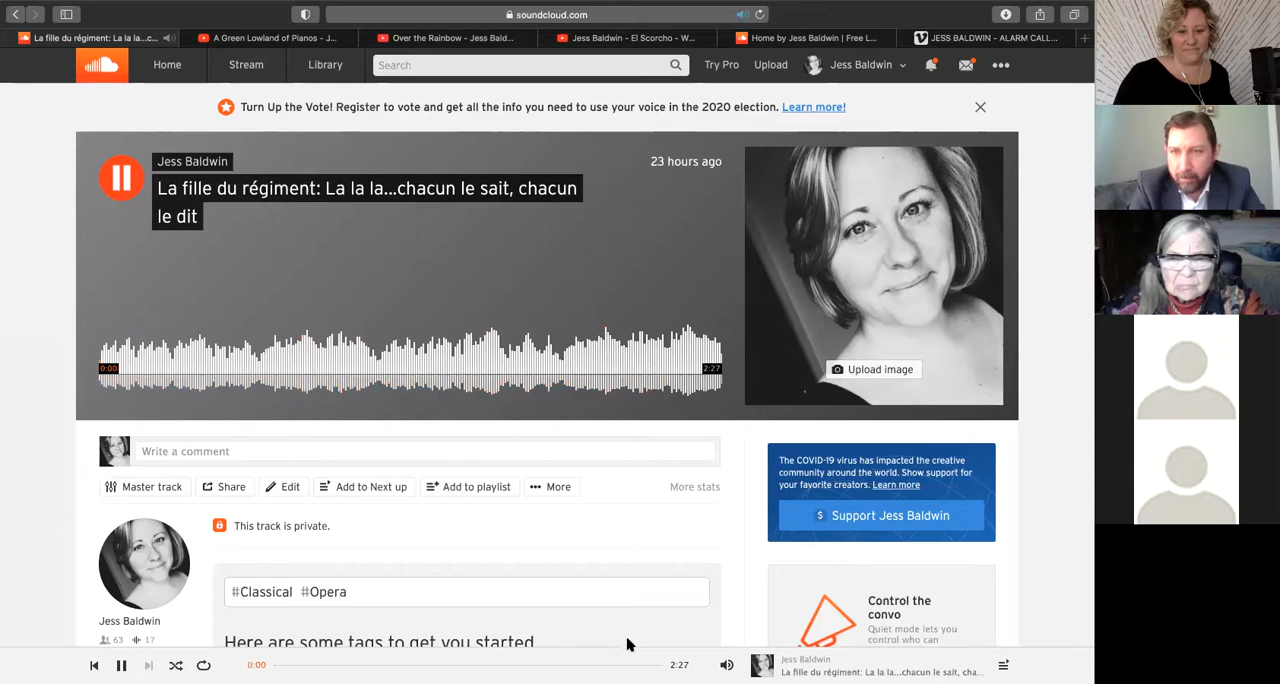 soundcloud.com
La fille du régiment: La la la...c...
A Green Lowland of Pianos - J...
Over the Rainbow - Jess Bald...
Jess Baldwin - El Scorcho - W...
Home by Jess Baldwin | Free L...
JESS BALDWIN - ALARM CALL...
Home
Stream
Library
Search
Try Pro
Upload
Jess Baldwin
Turn Up the Vote! Register to vote and get all the info you need to use your voice in the 2020 election. Learn more!
Jess Baldwin
23 hours ago
La fille du régiment: La la la...chacun le sait, chacun
le dit
0:00
2:27
Upload image
Write a comment
Master track
Share
Edit
Add to Next up
Add to playlist
More
More stats
The COVID-19 virus has impacted the creative
community around the world. Show support for
your favorite creators. Learn more
$ Support Jess Baldwin
This track is private.
#Classical #Opera
Jess Baldwin
63
17
Here are some tags to get you started
Control the
convo
Quiet mode lets you
control who can
0:00
2:27
Jess Baldwin
La fille du régiment: La la la...chacun le sait, cha...